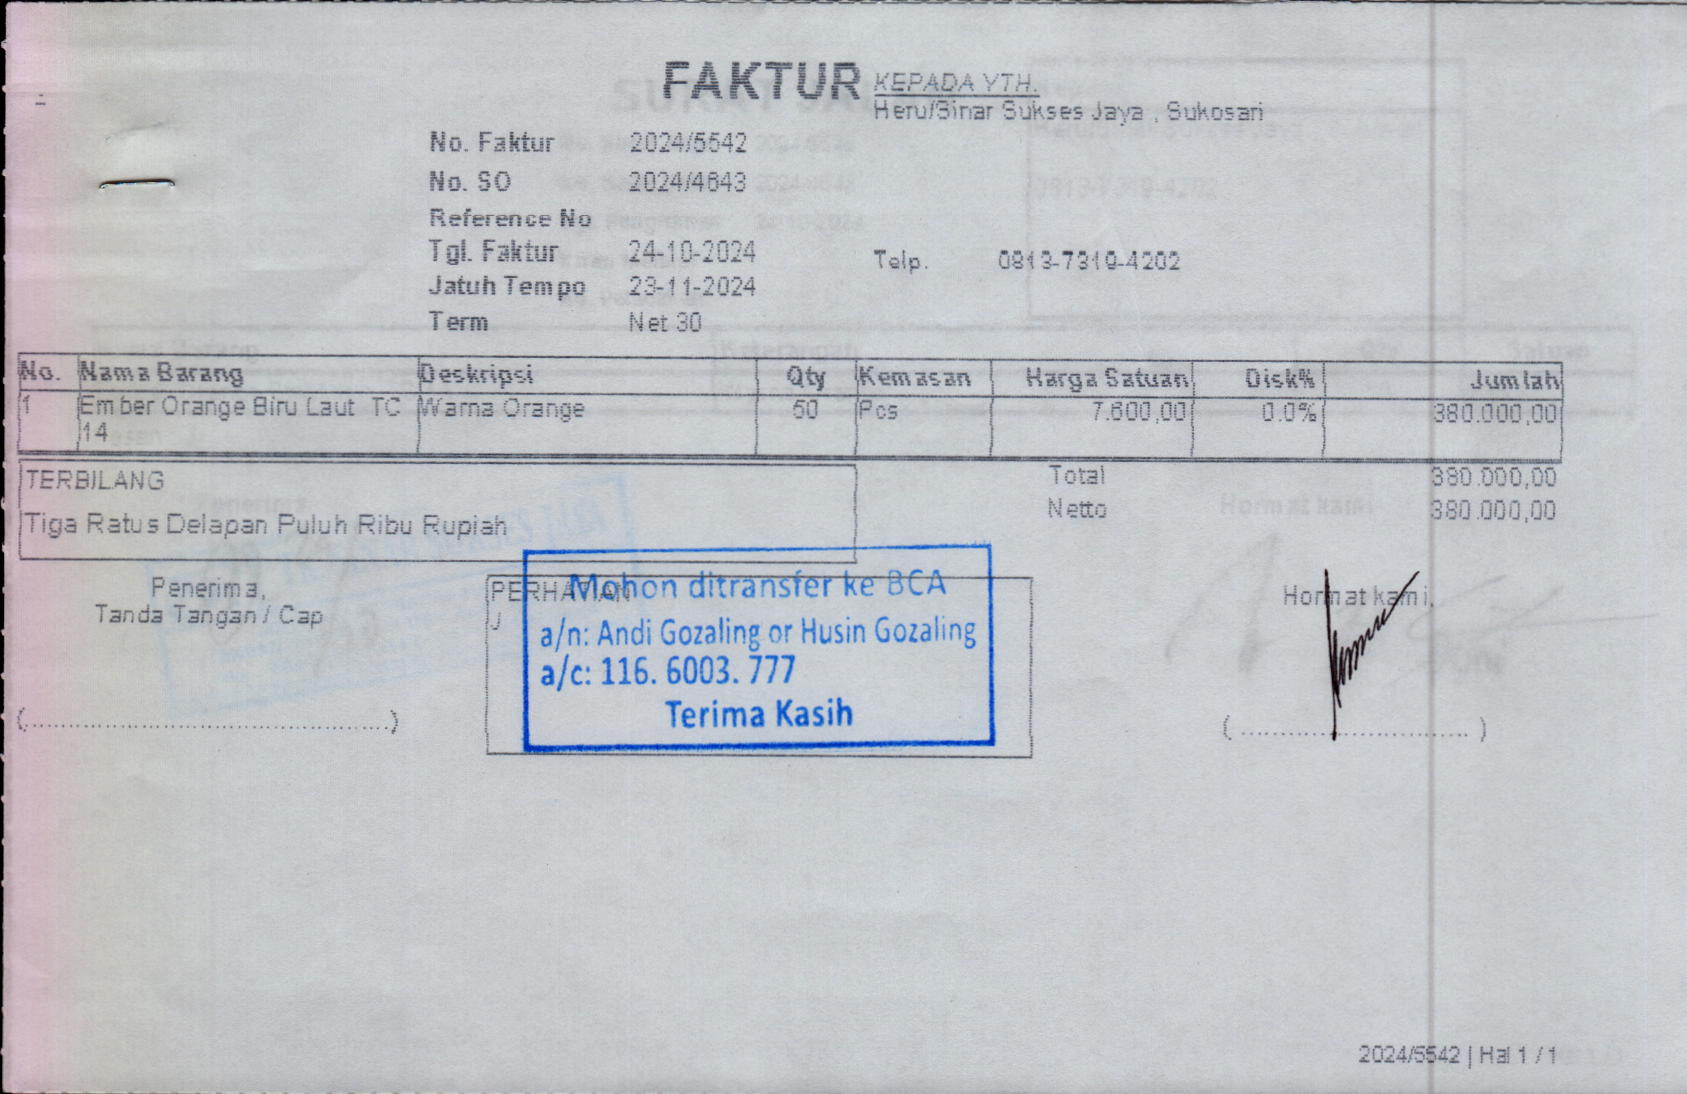 FAKTUR
KEPADA YTH.
Heru/Sinar Sukses Jaya , Sukosari
No. Faktur 2024/5542
No. SO 2024/4643
Reference No
Tgl. Faktur 24-10-2024
Telp. 0813-7319-4202
Jatuh Tempo 23-11-2024
Term Net 30
No. Nama Barang Deskripsi Qty Kemasan Harga Satuan Disk% Jumlah
1 Ember Orange Biru Laut TC Warna Orange 50 Pcs 7.600,00 0.0% 380.000,00
14
TERBILANG
Total 380.000,00
Netto 380.000,00
Tiga Ratus Delapan Puluh Ribu Rupiah
Penerima,
Tanda Tangan / Cap
(..........................................)
PERHATIAN
Mohon ditransfer ke BCA
a/n: Andi Gozaling or Husin Gozaling
a/c: 116. 6003. 777
Terima Kasih
Hormat kami,
( ............................ )
2024/5542 | Hal 1 / 1